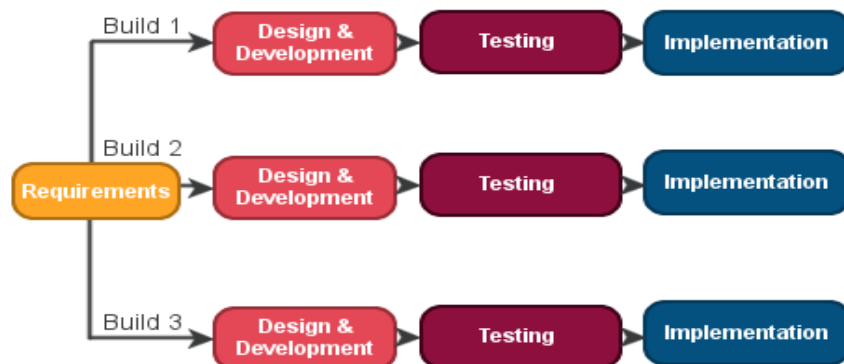 Build 1
Design &
Development
Testing
Implementation
Build 2
Requirements
Design &
Development
Testing
Implementation
Build 3
Design &
Development
Testing
Implementation